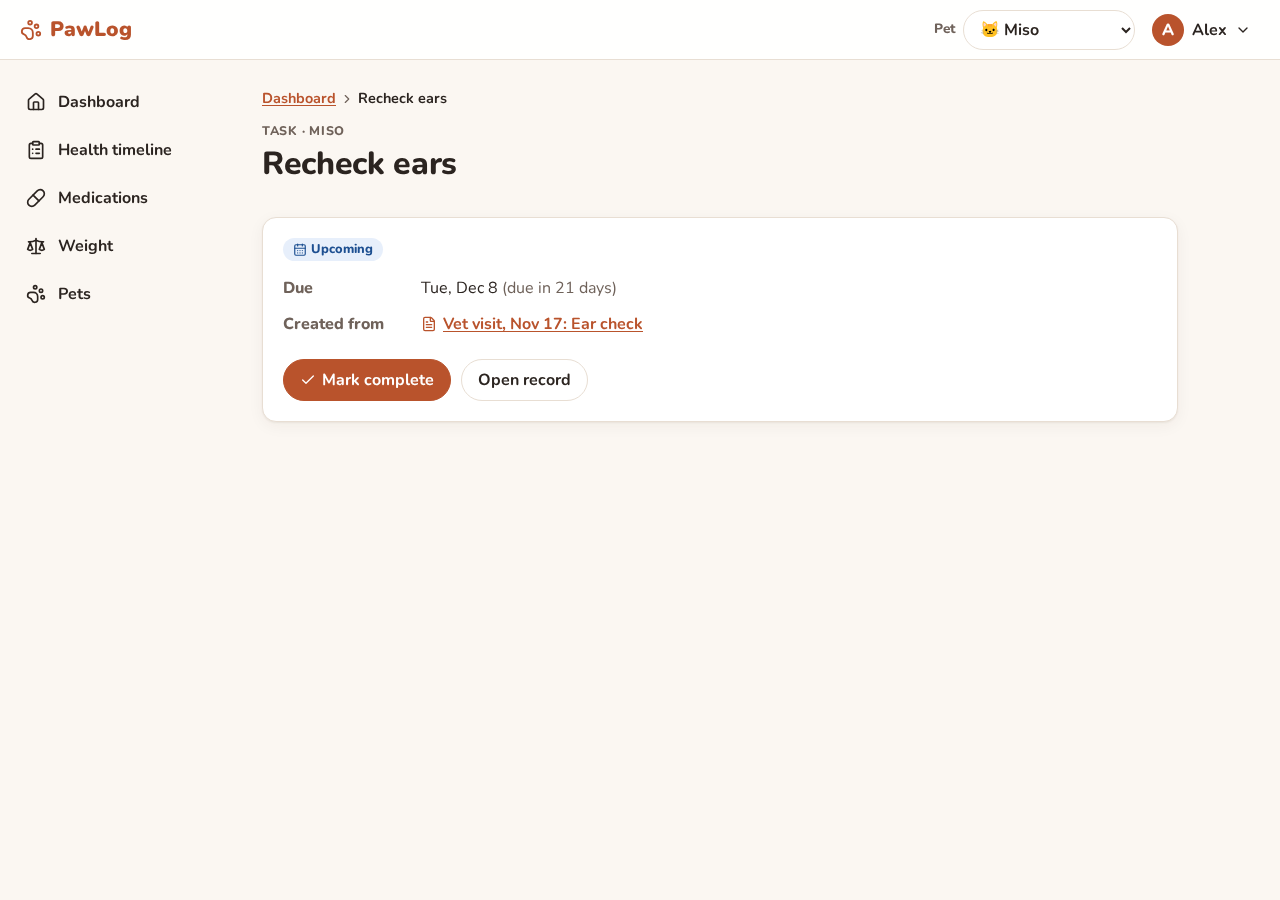 PawLog
Pet
Miso
A
Alex
Dashboard
Health timeline
Medications
Weight
Pets
Dashboard
Recheck ears
TASK · MISO
Recheck ears
Upcoming
Due
Tue, Dec 8 (due in 21 days)
Created from
Vet visit, Nov 17: Ear check
Mark complete
Open record